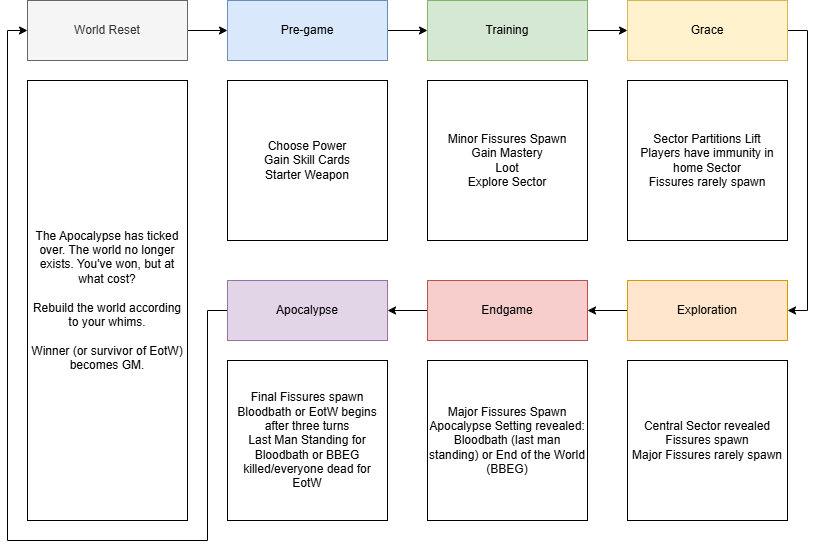 World Reset
Pre-game
Training
Grace
Choose Power
Gain Skill Cards
Starter Weapon
Minor Fissures Spawn
Gain Mastery
Loot
Explore Sector
Sector Partitions Lift
Players have immunity in
home Sector
Fissures rarely spawn
The Apocalypse has ticked
over. The world no longer
exists. You've won, but at
what cost?
Rebuild the world according
to your whims.
Winner (or survivor of EotW)
becomes GM.
Apocalypse
Endgame
Exploration
Final Fissures spawn
Bloodbath or EotW begins
after three turns
Last Man Standing for
Bloodbath or BBEG
killed/everyone dead for
EotW
Major Fissures Spawn
Apocalypse Setting revealed:
Bloodbath (last man
standing) or End of the World
(BBEG)
Central Sector revealed
Fissures spawn
Major Fissures rarely spawn